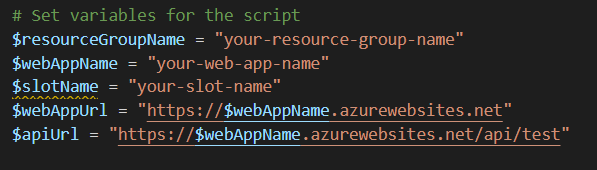 # Set variables for the script
$resourceGroupName = "your-resource-group-name"
$webAppName = "your-web-app-name"
$slotName = "your-slot-name"
$webAppUrl = "https://$webAppName.azurewebsites.net"
$apiUrl = "https://$webAppName.azurewebsites.net/api/test"